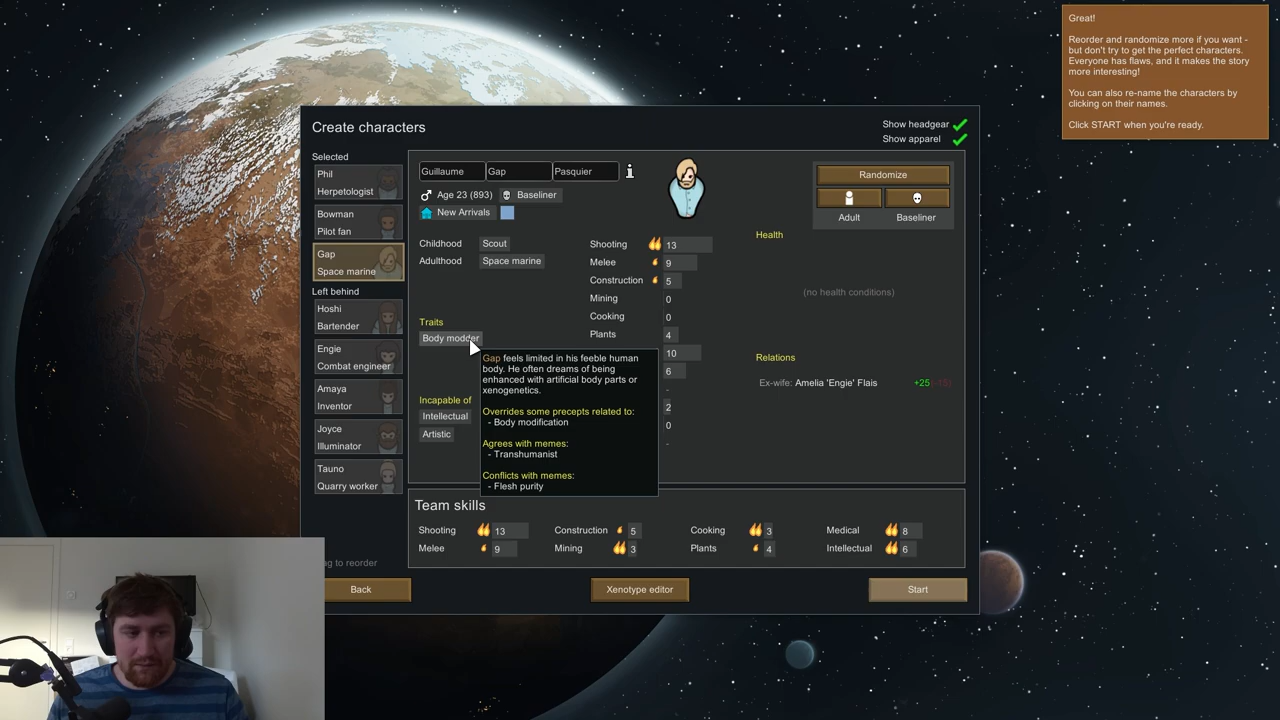 Great!
Reorder and randomize more if you want -
but don't try to get the perfect characters.
Everyone has flaws, and it makes the story
more interesting!
You can also re-name the characters by
clicking on their names.
Click START when you're ready.
Create characters
Show headgear
Show apparel
Selected
Phil
Herpetologist
Bowman
Pilot fan
Gap
Space marine
Left behind
Hoshi
Bartender
Engie
Combat engineer
Amaya
Inventor
Joyce
Illuminator
Tauno
Quarry worker
Guillaume Gap Pasquier
Age 23 (893) Baseliner
New Arrivals
Childhood Scout
Adulthood Space marine
Traits
Body modder
Incapable of
Intellectual
Artistic
Shooting 13
Melee 9
Construction 5
Mining 0
Cooking 0
Plants 4
10
6
-
2
0
-
Gap feels limited in his feeble human
body. He often dreams of being
enhanced with artificial body parts or
xenogenetics.
Overrides some precepts related to:
- Body modification
Agrees with memes:
- Transhumanist
Conflicts with memes:
- Flesh purity
Randomize
Adult Baseliner
Health
(no health conditions)
Relations
Ex-wife: Amelia 'Engie' Flais +25
Team skills
Shooting 13 Construction 5 Cooking 3 Medical 8
Melee 9 Mining 3 Plants 4 Intellectual 6
to reorder
Back
Xenotype editor
Start